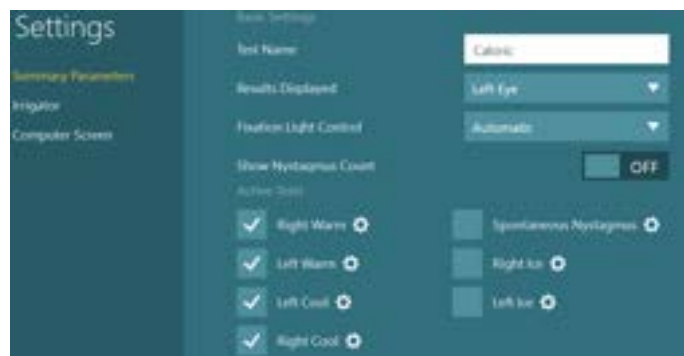 Settings
Summary Parameters
Irrigator
Computer Screen
Basic Settings
Test Name
Caloric
Results Displayed
Left Eye
Fixation Light Control
Automatic
Show Nystagmus Count
OFF
Active Tests
Right Warm
Spontaneous Nystagmus
Left Warm
Right Ice
Left Cool
Left Ice
Right Cool